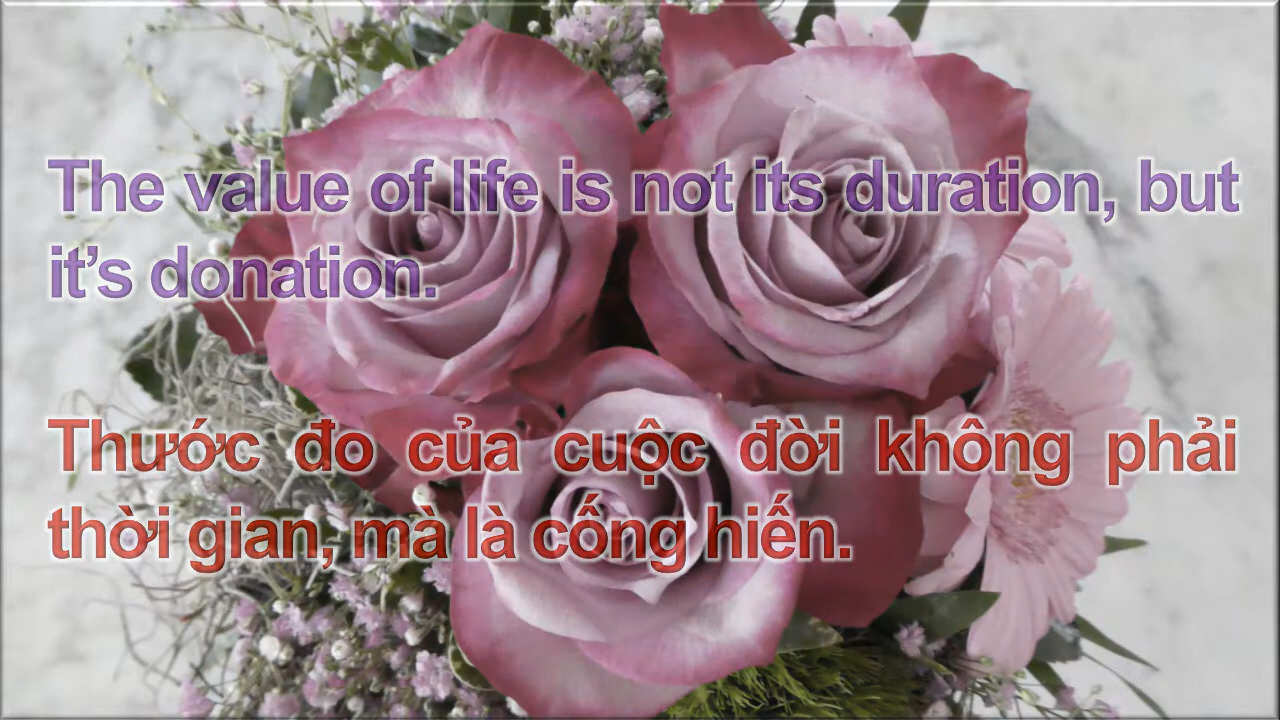 The value of life is not its duration, but
it’s donation.
Thước đo của cuộc đời không phải
thời gian, mà là cống hiến.